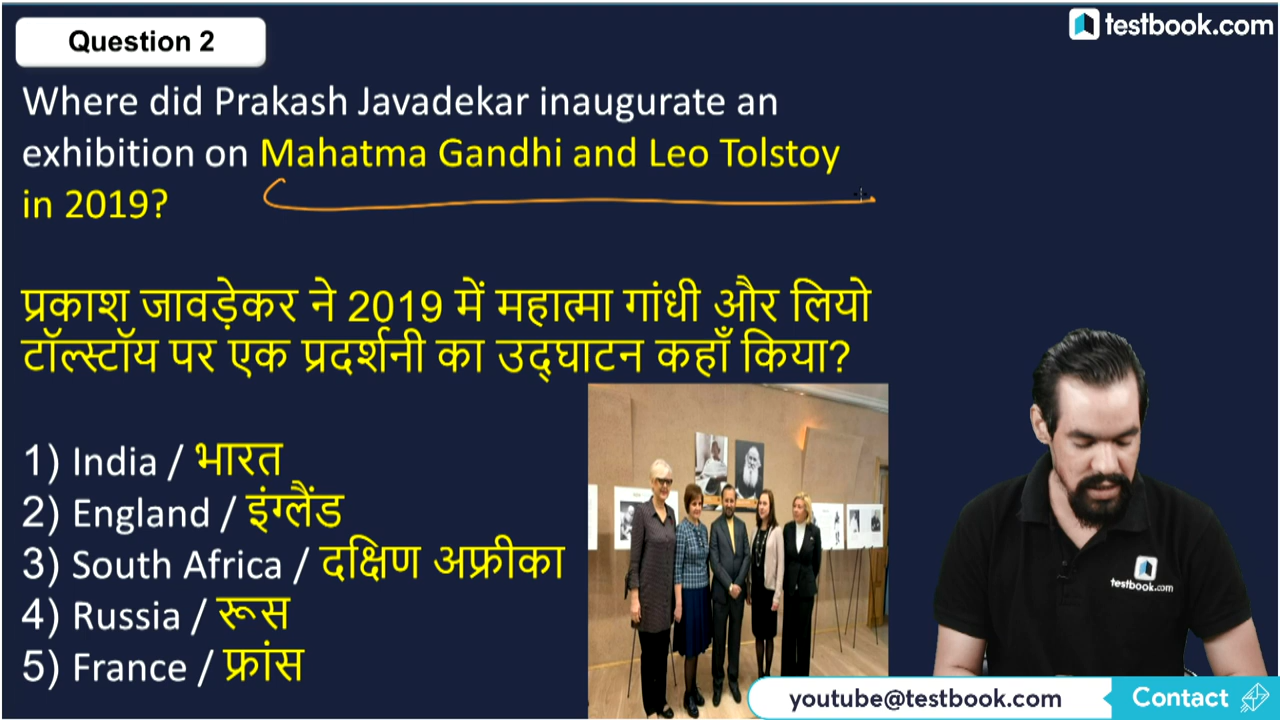 Question 2
testbook.com
Where did Prakash Javadekar inaugurate an
exhibition on Mahatma Gandhi and Leo Tolstoy
in 2019?
प्रकाश जावड़ेकर ने 2019 में महात्मा गांधी और लियो
टॉल्स्टॉय पर एक प्रदर्शनी का उद्घाटन कहाँ किया?
1) India / भारत
2) England / इंग्लैंड
3) South Africa / दक्षिण अफ्रीका
4) Russia / रूस
5) France / फ्रांस
testbook.com
youtube@testbook.com
Contact